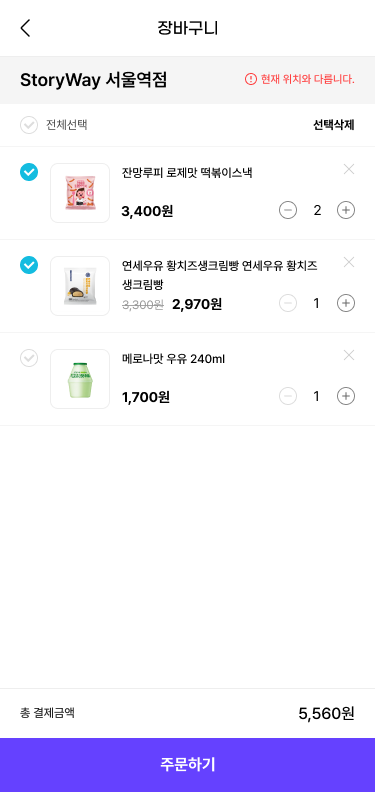 장바구니
StoryWay 서울역점
현재 위치와 다릅니다.
전체선택
선택삭제
잔망루피 로제맛 떡볶이스낵
3,400원
2
연세우유 황치즈생크림빵 연세우유 황치즈
생크림빵
3,300원 2,970원
1
메로나맛 우유 240ml
1,700원
1
총 결제금액
5,560원
주문하기